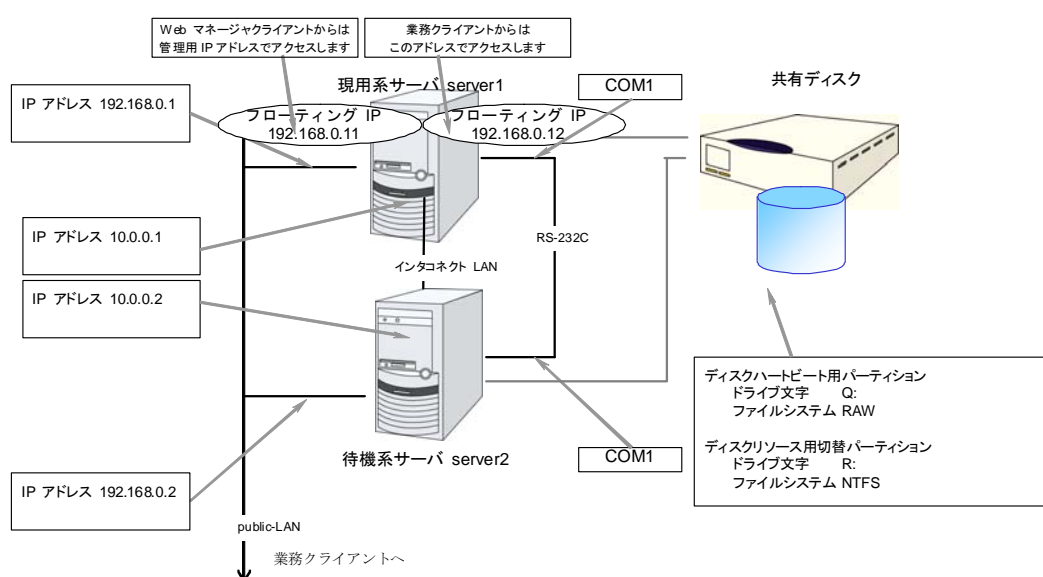 Web マネージャクライアントからは
管理用 IP アドレスでアクセスします
業務クライアントからは
このアドレスでアクセスします
現用系サーバ server1
COM1
共有ディスク
IP アドレス 192.168.0.1
フローティング IP
192.168.0.11
フローティング IP
192.168.0.12
IP アドレス 10.0.0.1
RS-232C
インタコネクト LAN
IP アドレス 10.0.0.2
ディスクハートビート用パーティション
ドライブ文字 Q:
ファイルシステム RAW
ディスクリソース用切替パーティション
ドライブ文字 R:
ファイルシステム NTFS
待機系サーバ server2
COM1
IP アドレス 192.168.0.2
public-LAN
業務クライアントへ